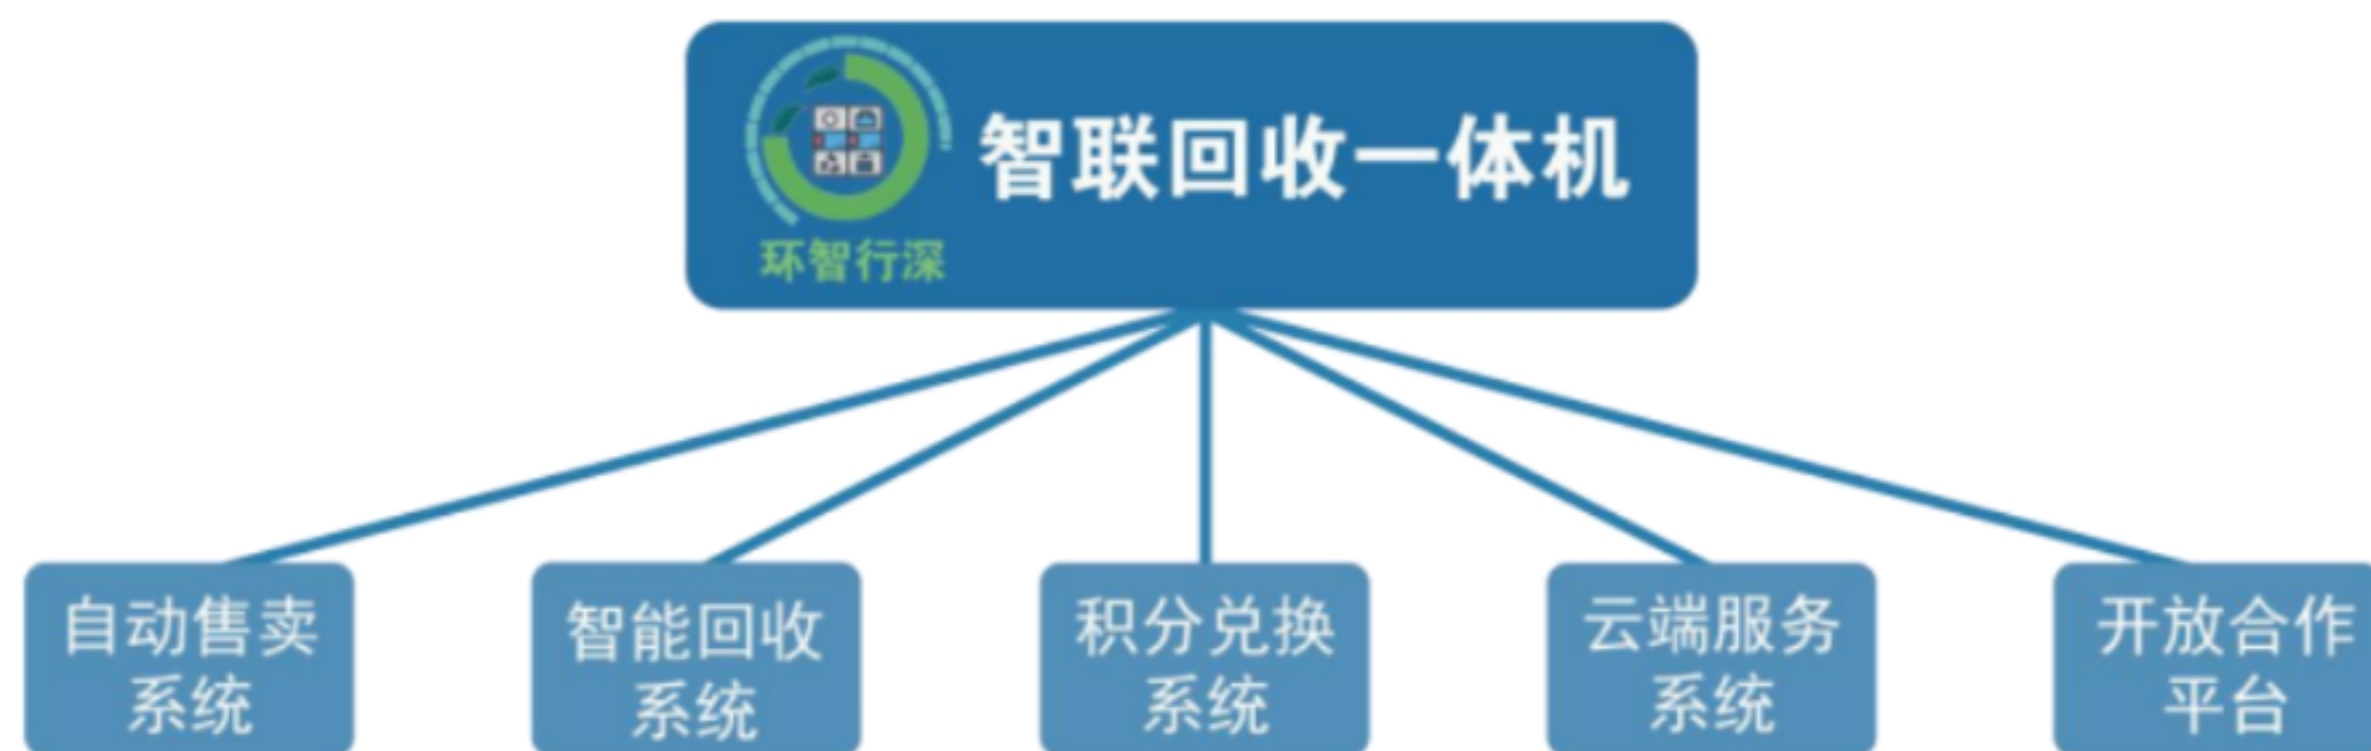 智联回收一体机
环智行深
自动售卖
系统
智能回收
系统
积分兑换
系统
云端服务
系统
开放合作
平台